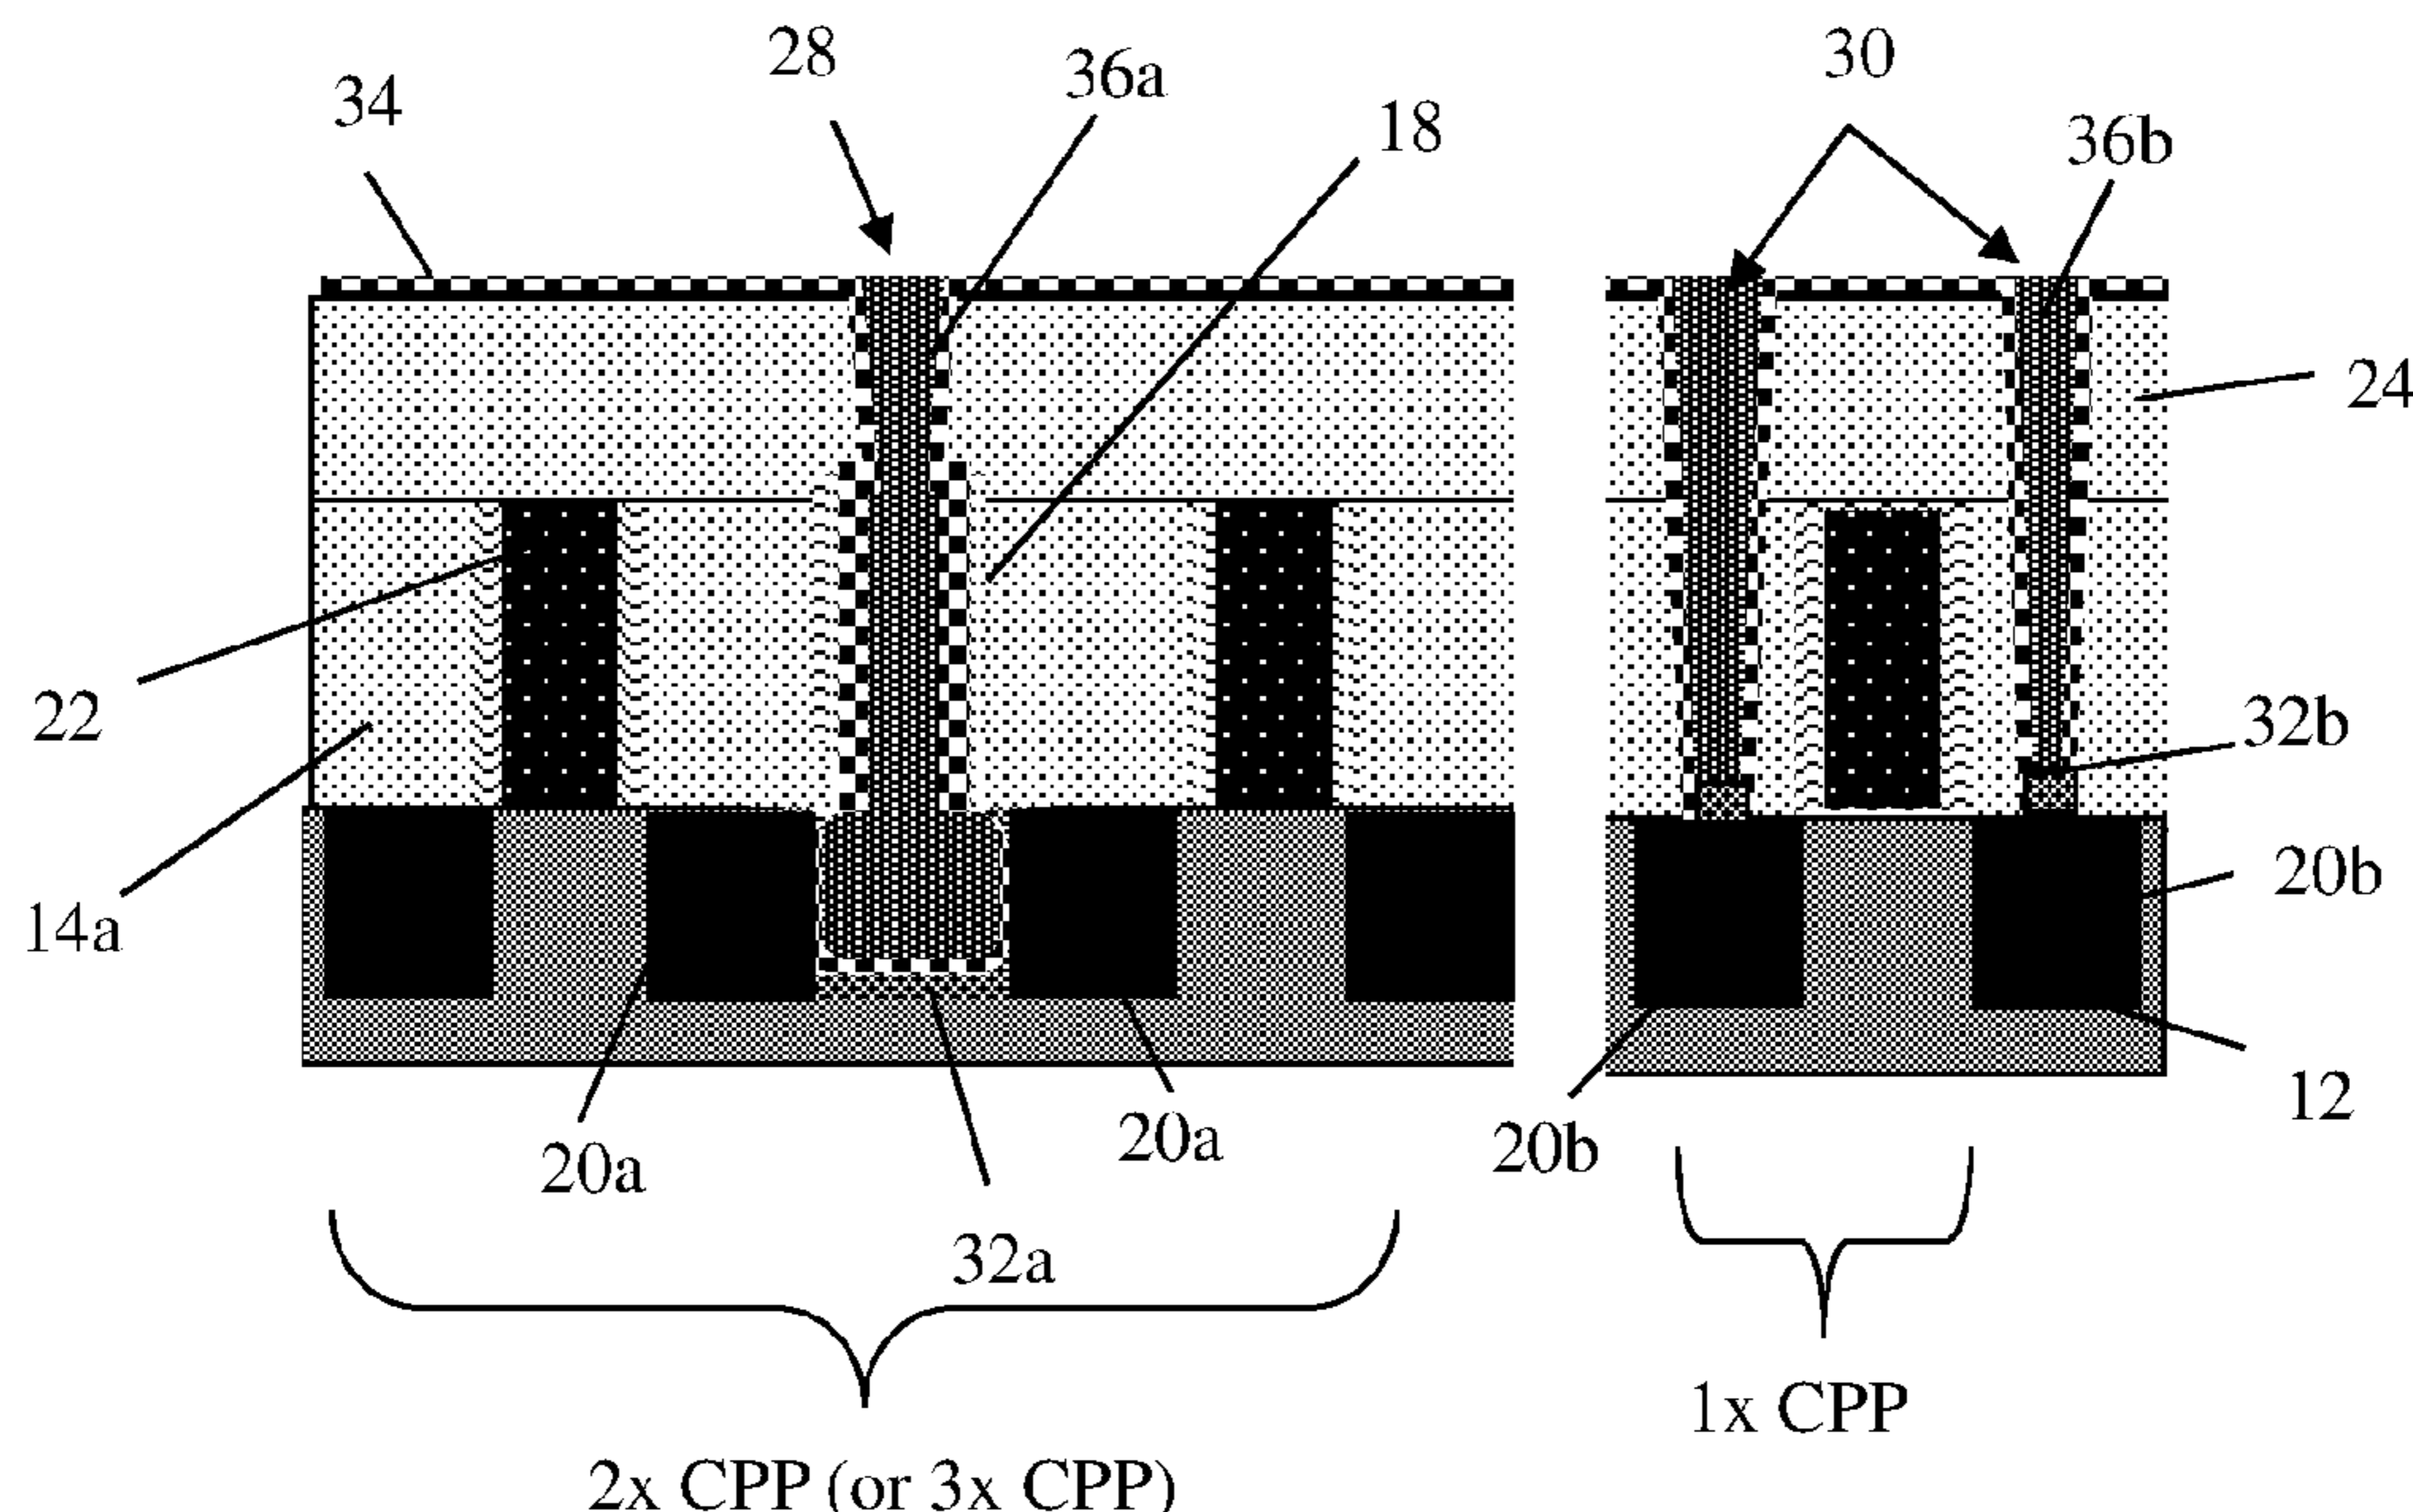 28
30
34
36a
18
36b
24
22
32b
14a
20b
12
20a
20a
20b
32a
1x CPP
2x CPP (or 3x CPP)